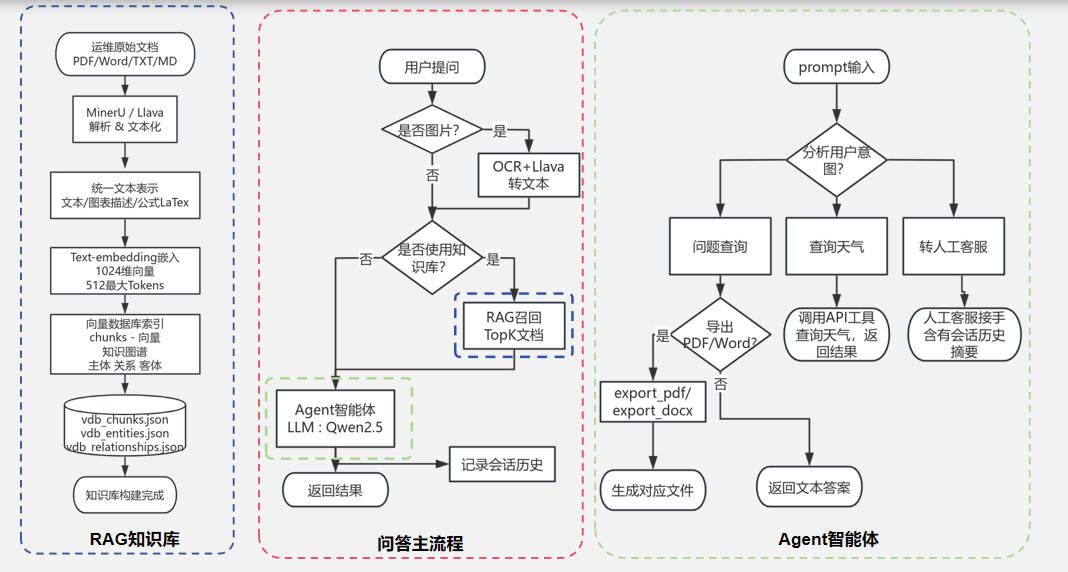 运维原始文档
PDF/Word/TXT/MD
MinerU / Llava
解析 & 文本化
统一文本表示
文本/图表描述/公式LaTex
Text-embedding嵌入
1024维向量
512最大Tokens
向量数据库索引
chunks - 向量
知识图谱
主体 关系 客体
vdb_chunks.json
vdb_entities.json
vdb_relationships.json
知识库构建完成
RAG知识库
用户提问
是否图片?
是
OCR+Llava
转文本
否
是否使用知
识库?
否
是
RAG召回
TopK文档
Agent智能体
LLM : Qwen2.5
记录会话历史
返回结果
问答主流程
prompt输入
分析用户意
图?
问题查询
查询天气
转人工客服
导出
PDF/Word?
是
否
调用API工具
查询天气，返
回结果
人工客服接手
含有会话历史
摘要
export_pdf/
export_docx
生成对应文件
返回文本答案
Agent智能体